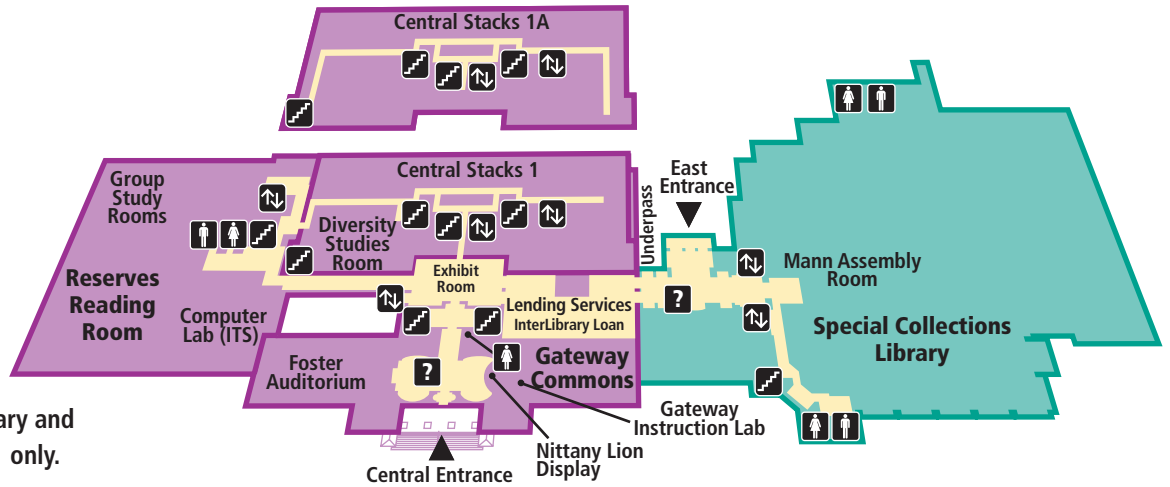 Central Stacks 1A
Central Stacks 1
East
Entrance
Underpass
Group
Study
Rooms
Diversity
Studies
Room
Exhibit
Room
Mann Assembly
Room
Reserves
Reading
Room
Computer
Lab (ITS)
Lending Services
InterLibrary Loan
?
Special Collections
Library
Foster
Auditorium
?
Gateway
Commons
Gateway
Instruction Lab
Nittany Lion
Display
Central Entrance
ary and
only.